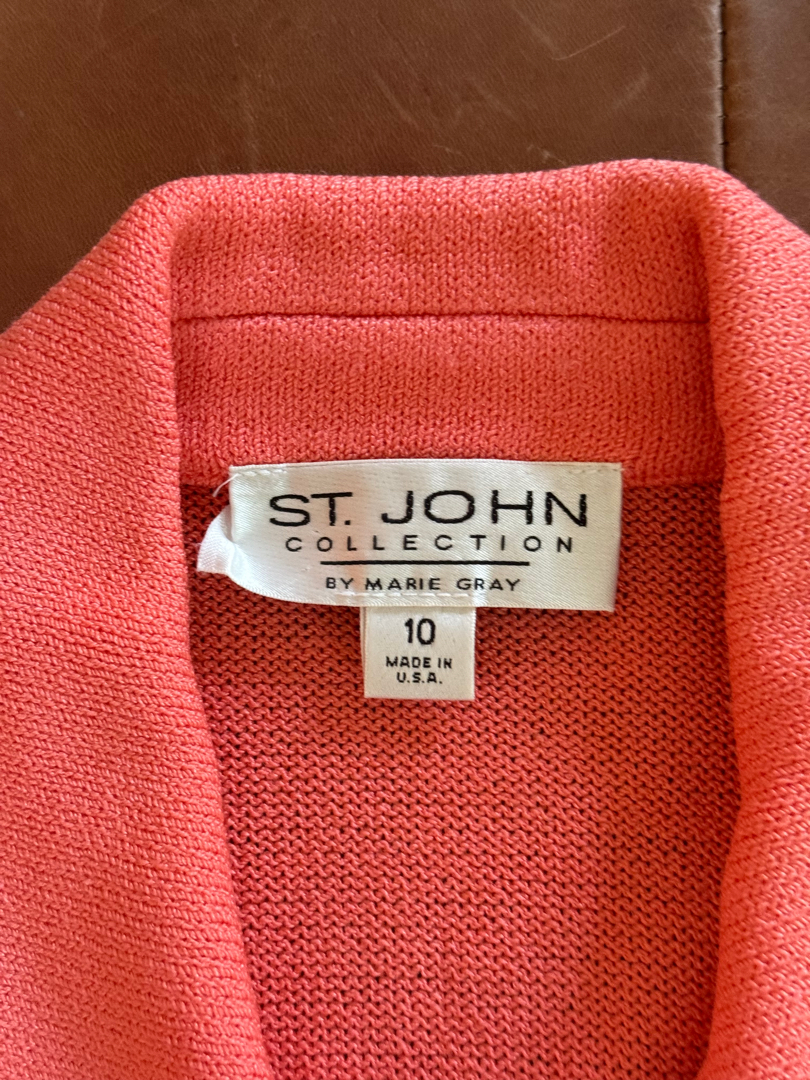 ST. JOHN
COLLECTION
BY MARIE GRAY
10
MADE IN
U.S.A.